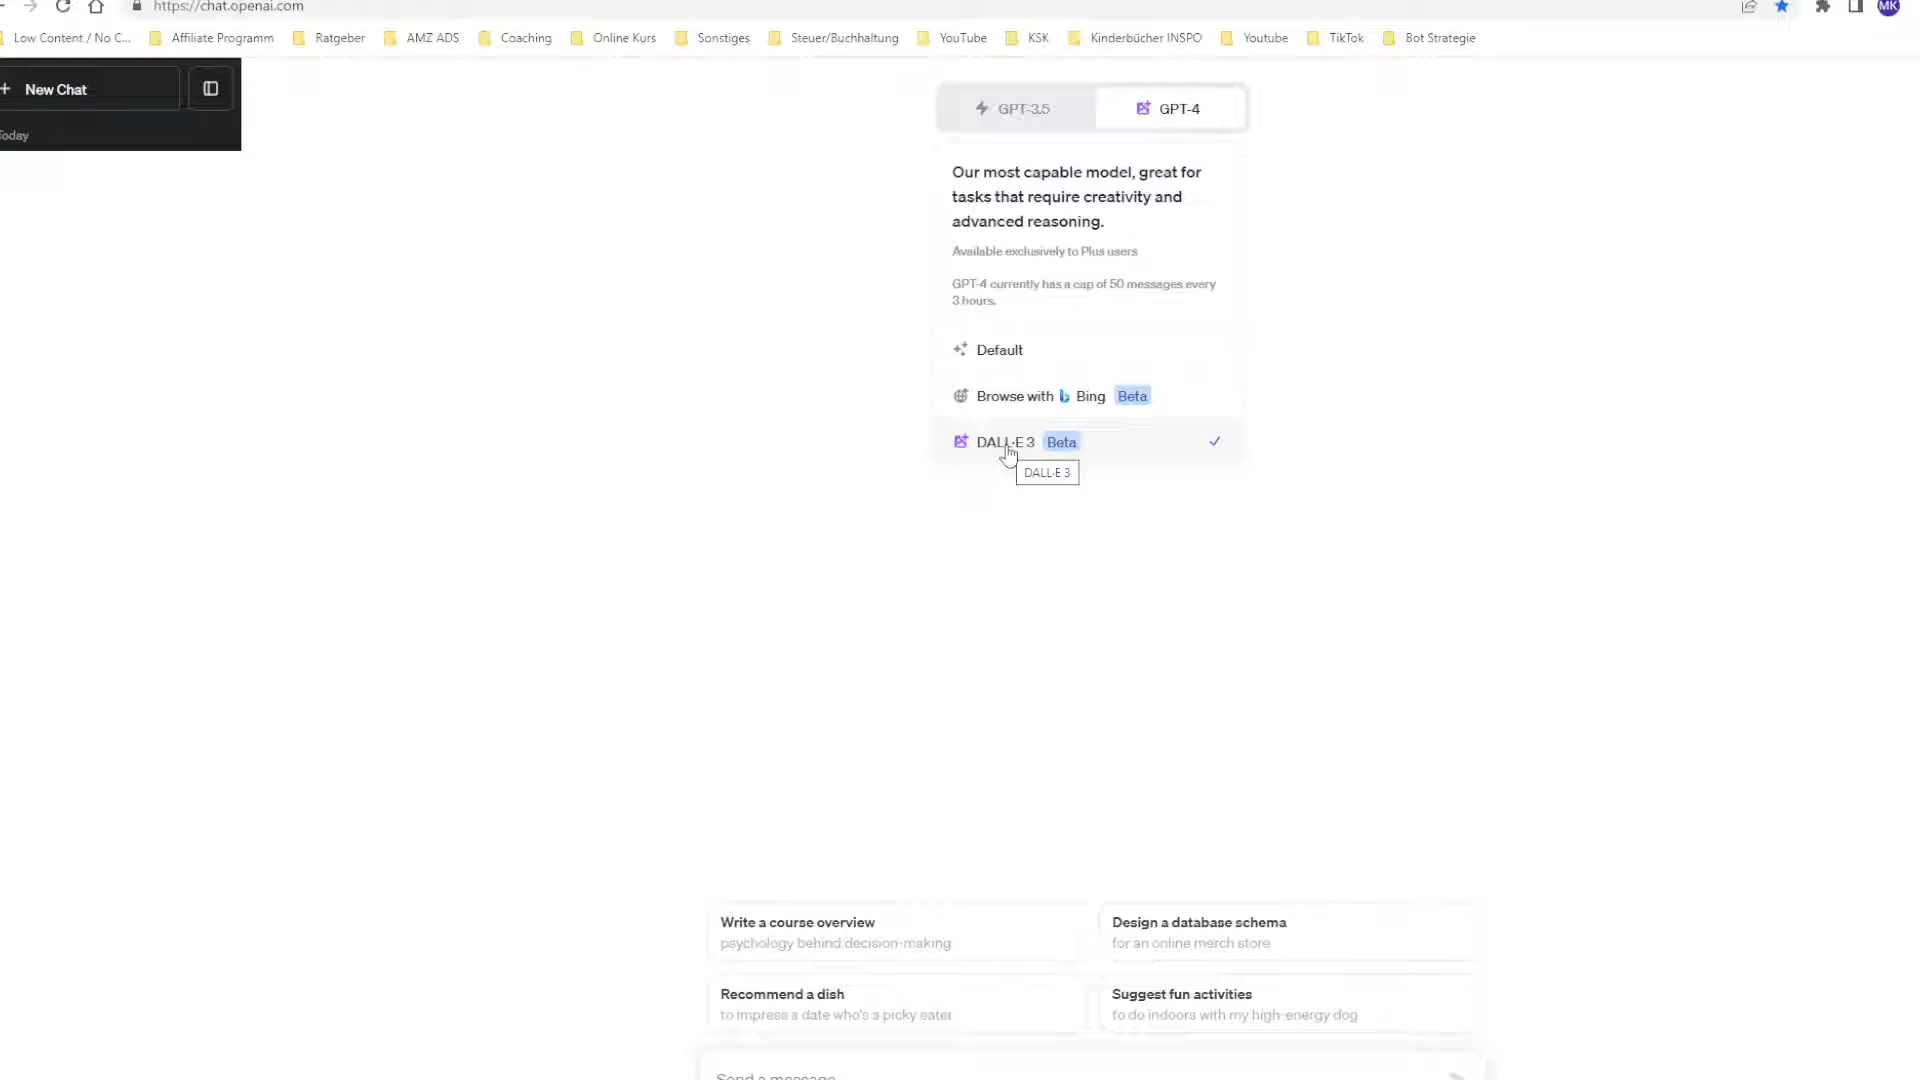 https://chat.openai.com
MK
Low Content / No C...
Affiliate Programm
Ratgeber
AMZ ADS
Coaching
Online Kurs
Sonstiges
Steuer/Buchhaltung
YouTube
KSK
Kinderbücher INSPO
Youtube
TikTok
Bot Strategie
New Chat
Today
GPT-3.5
GPT-4
Our most capable model, great for
tasks that require creativity and
advanced reasoning.
Available exclusively to Plus users
GPT-4 currently has a cap of 50 messages every
3 hours.
Default
Browse with Bing Beta
DALL·E 3 Beta
DALL·E 3
Write a course overview
psychology behind decision-making
Design a database schema
for an online merch store
Recommend a dish
to impress a date who's a picky eater
Suggest fun activities
to do indoors with my high-energy dog
Send a message